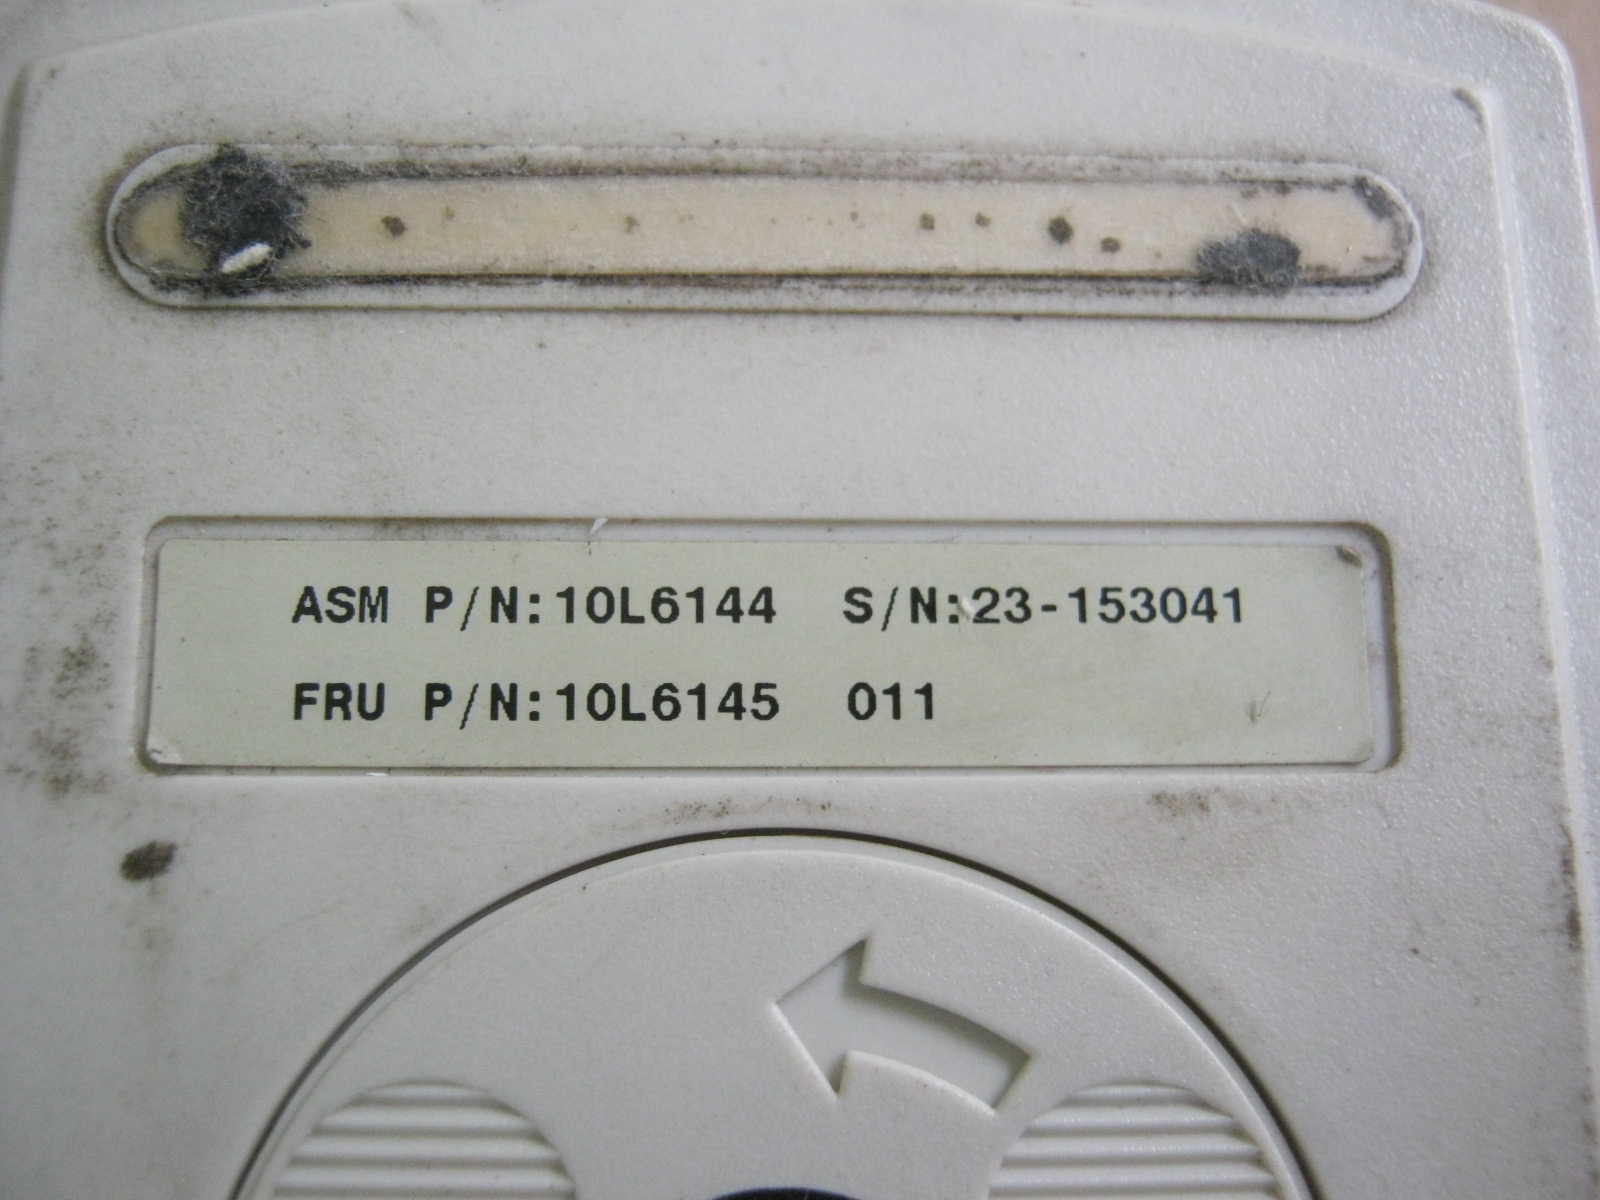 ASM P/N:10L6144 S/N:23-153041
FRU P/N:10L6145 011